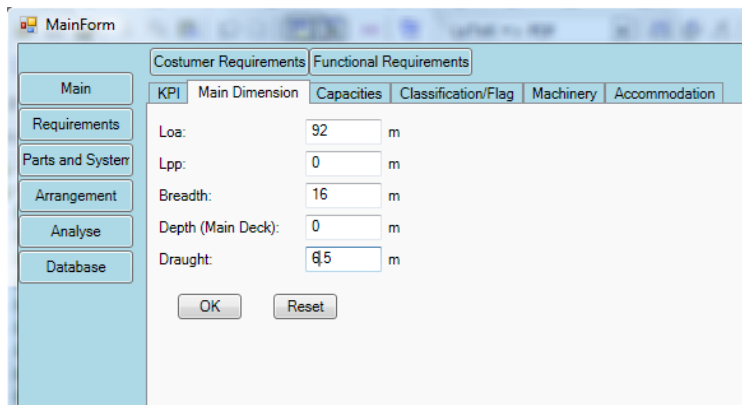 MainForm
Costumer Requirements Functional Requirements
Main
KPI Main Dimension Capacities Classification/Flag Machinery Accommodation
Requirements
Loa: 92 m
Parts and System
Lpp: 0 m
Arrangement
Breadth: 16 m
Analyse
Depth (Main Deck): 0 m
Database
Draught: 6.5 m
OK Reset